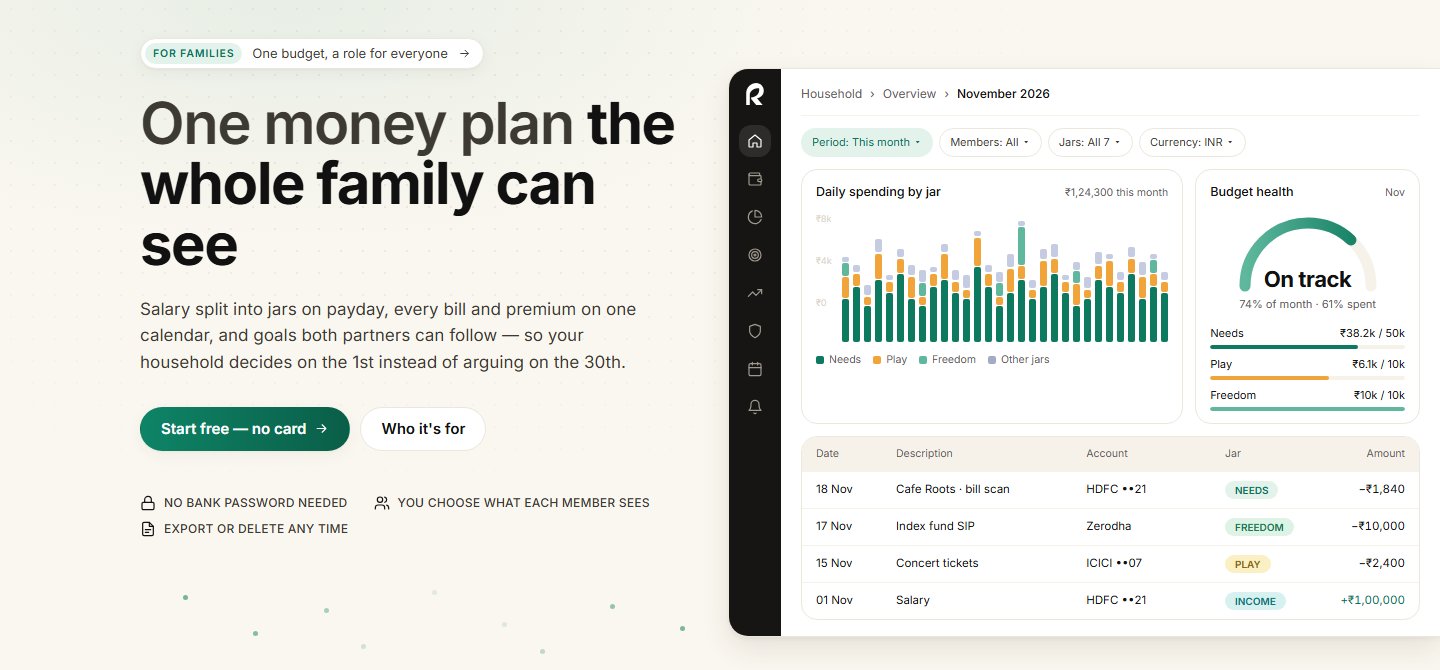 FOR FAMILIES One budget, a role for everyone →
One money plan the
whole family can
see
Salary split into jars on payday, every bill and premium on one
calendar, and goals both partners can follow — so your
household decides on the 1st instead of arguing on the 30th.
Start free — no card → Who it's for
NO BANK PASSWORD NEEDED YOU CHOOSE WHAT EACH MEMBER SEES
EXPORT OR DELETE ANY TIME
R
Household › Overview › November 2026
Period: This month Members: All Jars: All 7 Currency: INR
Daily spending by jar ₹1,24,300 this month
₹8k
₹4k
₹0
Needs Play Freedom Other jars
Budget health Nov
On track
74% of month · 61% spent
Needs ₹38.2k / 50k
Play ₹6.1k / 10k
Freedom ₹10k / 10k
Date Description Account Jar Amount
18 Nov Cafe Roots · bill scan HDFC ••21 NEEDS −₹1,840
17 Nov Index fund SIP Zerodha FREEDOM −₹10,000
15 Nov Concert tickets ICICI ••07 PLAY −₹2,400
01 Nov Salary HDFC ••21 INCOME +₹1,00,000